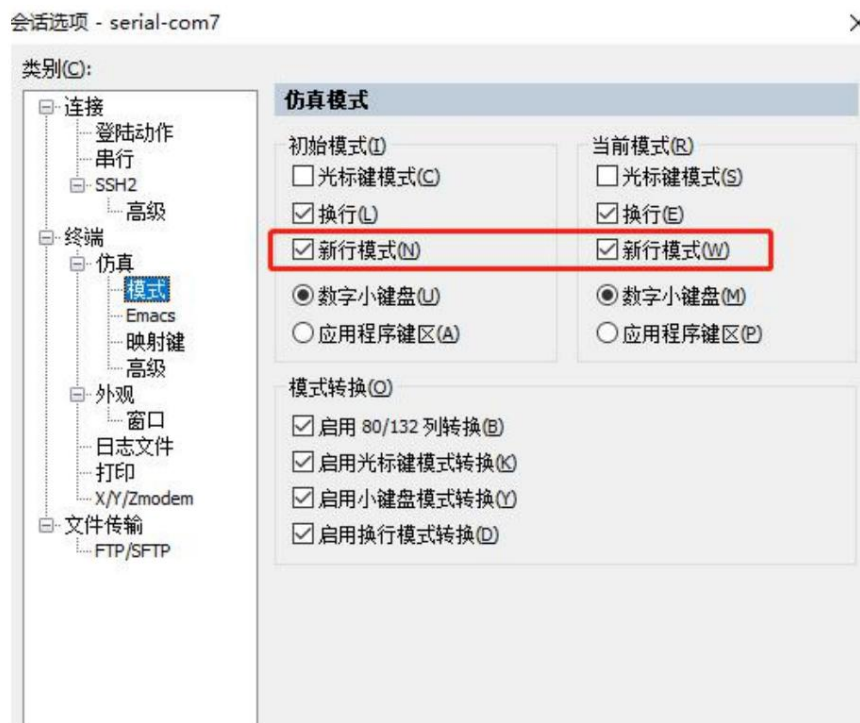 会话选项 - serial-com7
类别(C):
连接
登陆动作
串行
SSH2
高级
终端
仿真
模式
Emacs
映射键
高级
外观
窗口
日志文件
打印
X/Y/Zmodem
文件传输
FTP/SFTP
仿真模式
初始模式(I)
光标键模式(C)
换行(L)
新行模式(N)
数字小键盘(U)
应用程序键区(A)
当前模式(R)
光标键模式(S)
换行(E)
新行模式(W)
数字小键盘(M)
应用程序键区(P)
模式转换(O)
启用 80/132 列转换(B)
启用光标键模式转换(K)
启用小键盘模式转换(Y)
启用换行模式转换(D)